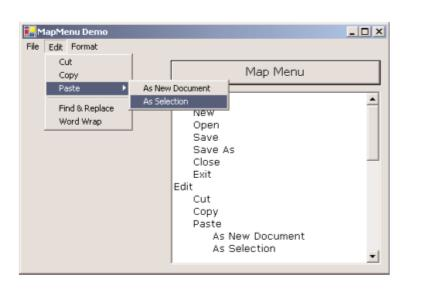 MapMenu Demo
File Edit Format
Cut
Copy
Paste
Find & Replace
Word Wrap
As New Document
As Selection
Map Menu
New
Open
Save
Save As
Close
Exit
Edit
Cut
Copy
Paste
As New Document
As Selection